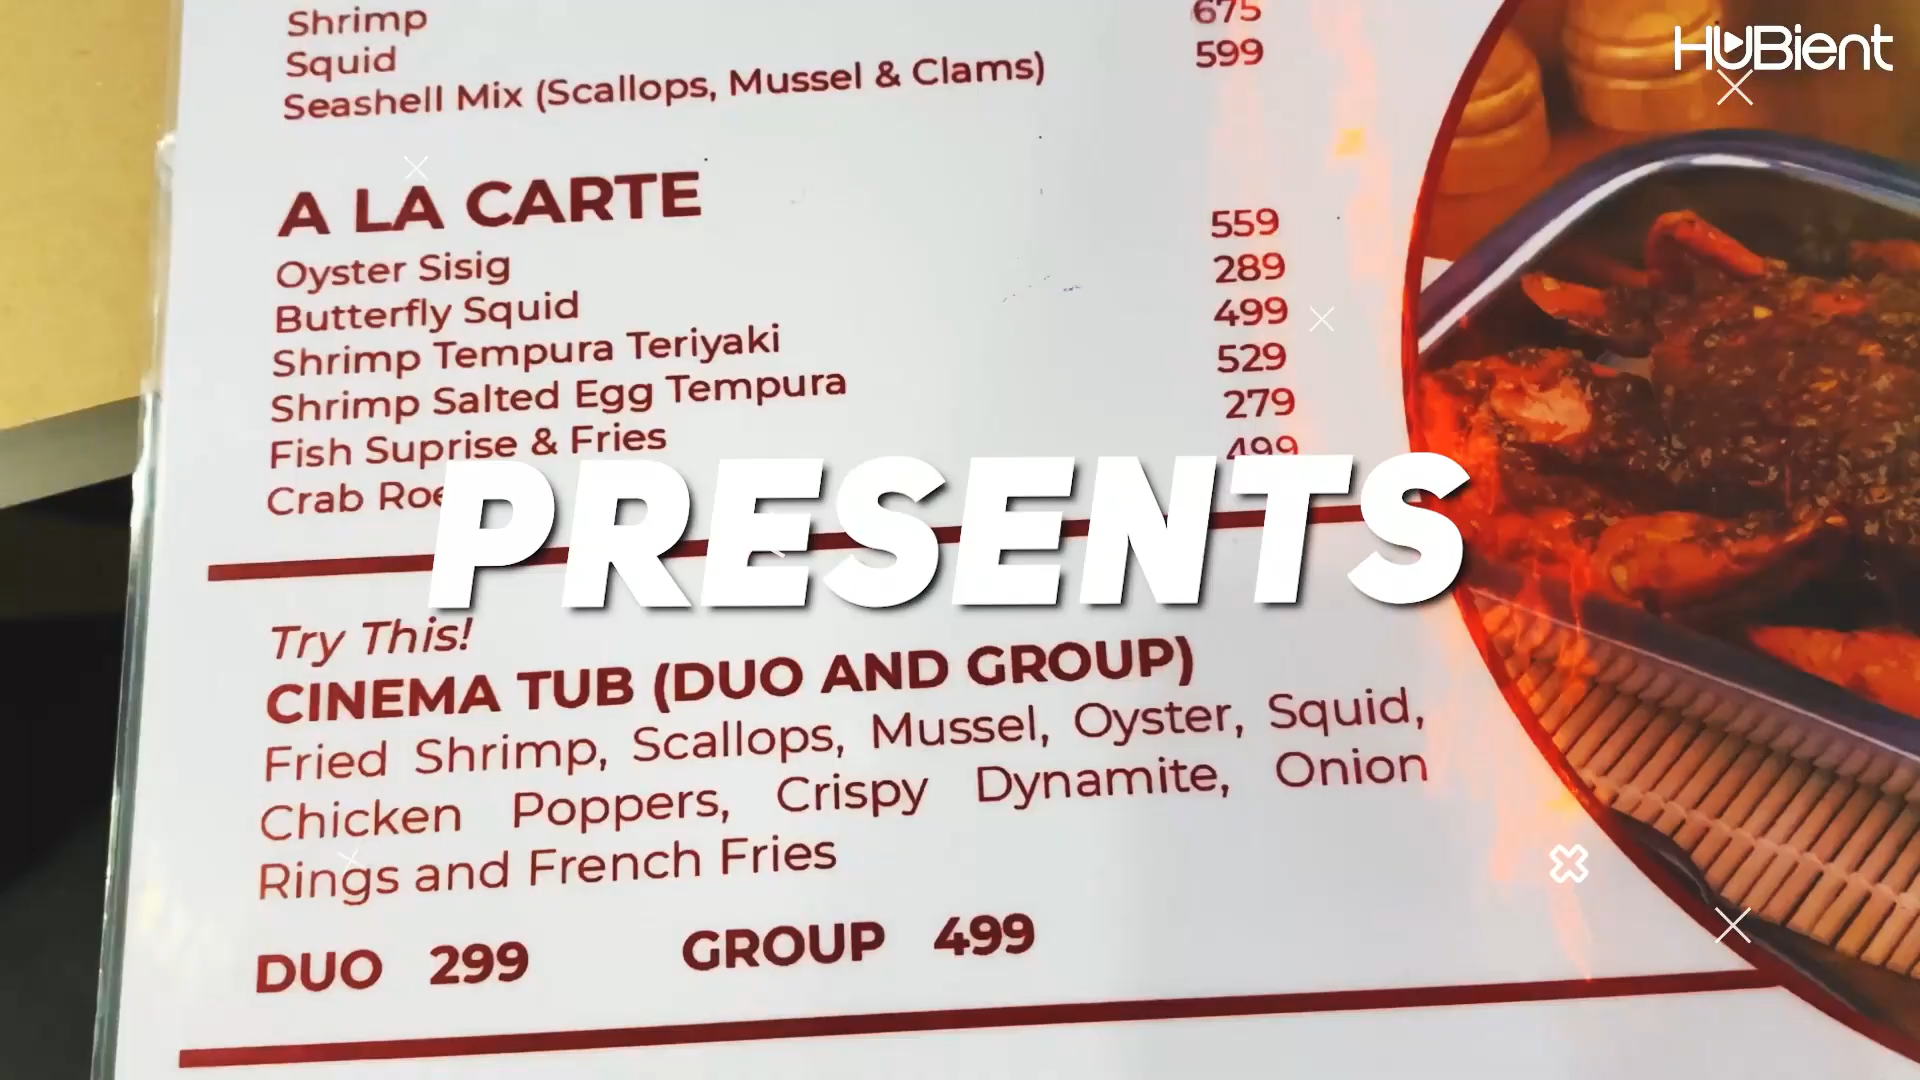 HUBient
Shrimp 675
Squid 599
Seashell Mix (Scallops, Mussel & Clams)
A LA CARTE
Oyster Sisig 559
Butterfly Squid 289
Shrimp Tempura Teriyaki 499
Shrimp Salted Egg Tempura 529
Fish Suprise & Fries 279
Crab Roe 499
PRESENTS
Try This!
CINEMA TUB (DUO AND GROUP)
Fried Shrimp, Scallops, Mussel, Oyster, Squid,
Chicken Poppers, Crispy Dynamite, Onion
Rings and French Fries
DUO 299 GROUP 499